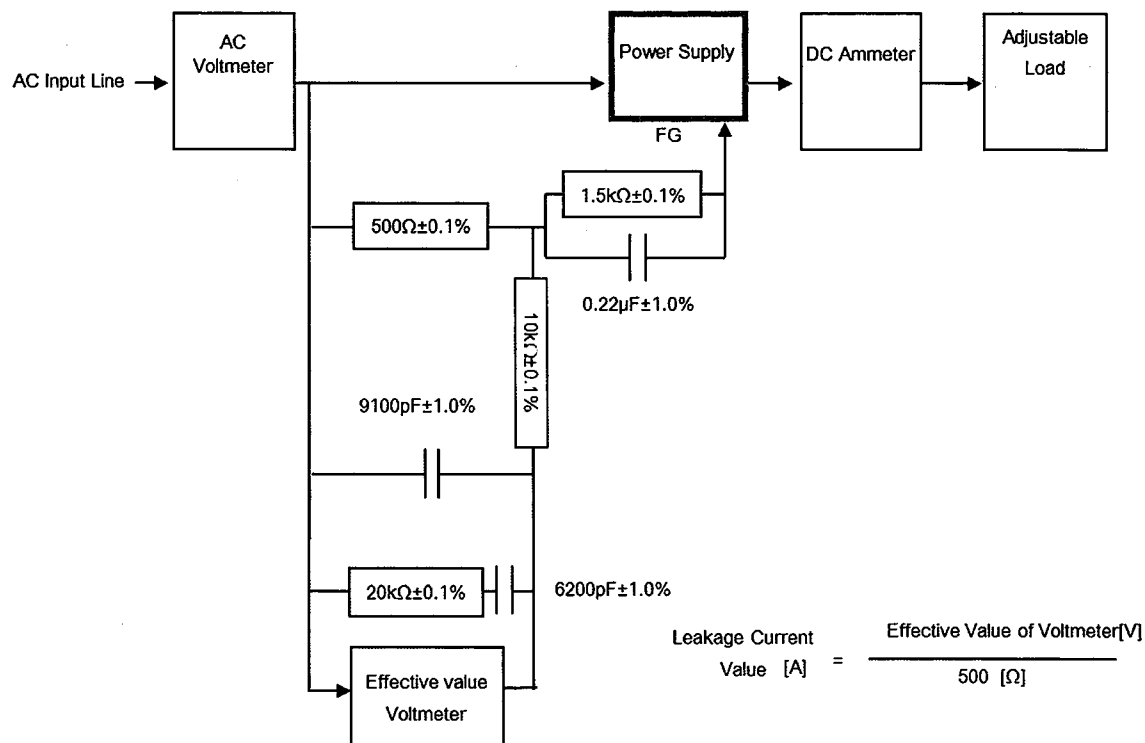 AC
Voltmeter
AC Input Line
Power Supply
DC Ammeter
Adjustable
Load
FG
1.5kΩ±0.1%
500Ω±0.1%
0.22µF±1.0%
10kΩ±0.1%
9100pF±1.0%
20kΩ±0.1%
6200pF±1.0%
Effective value
Voltmeter
Leakage Current
Value [A]
=
Effective Value of Voltmeter[V]
500 [Ω]